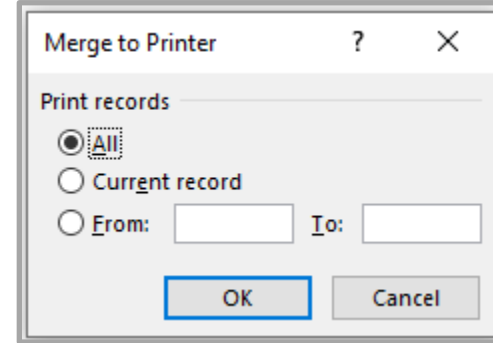 Merge to Printer ? ×
Print records
All
Current record
From: To:
OK Cancel